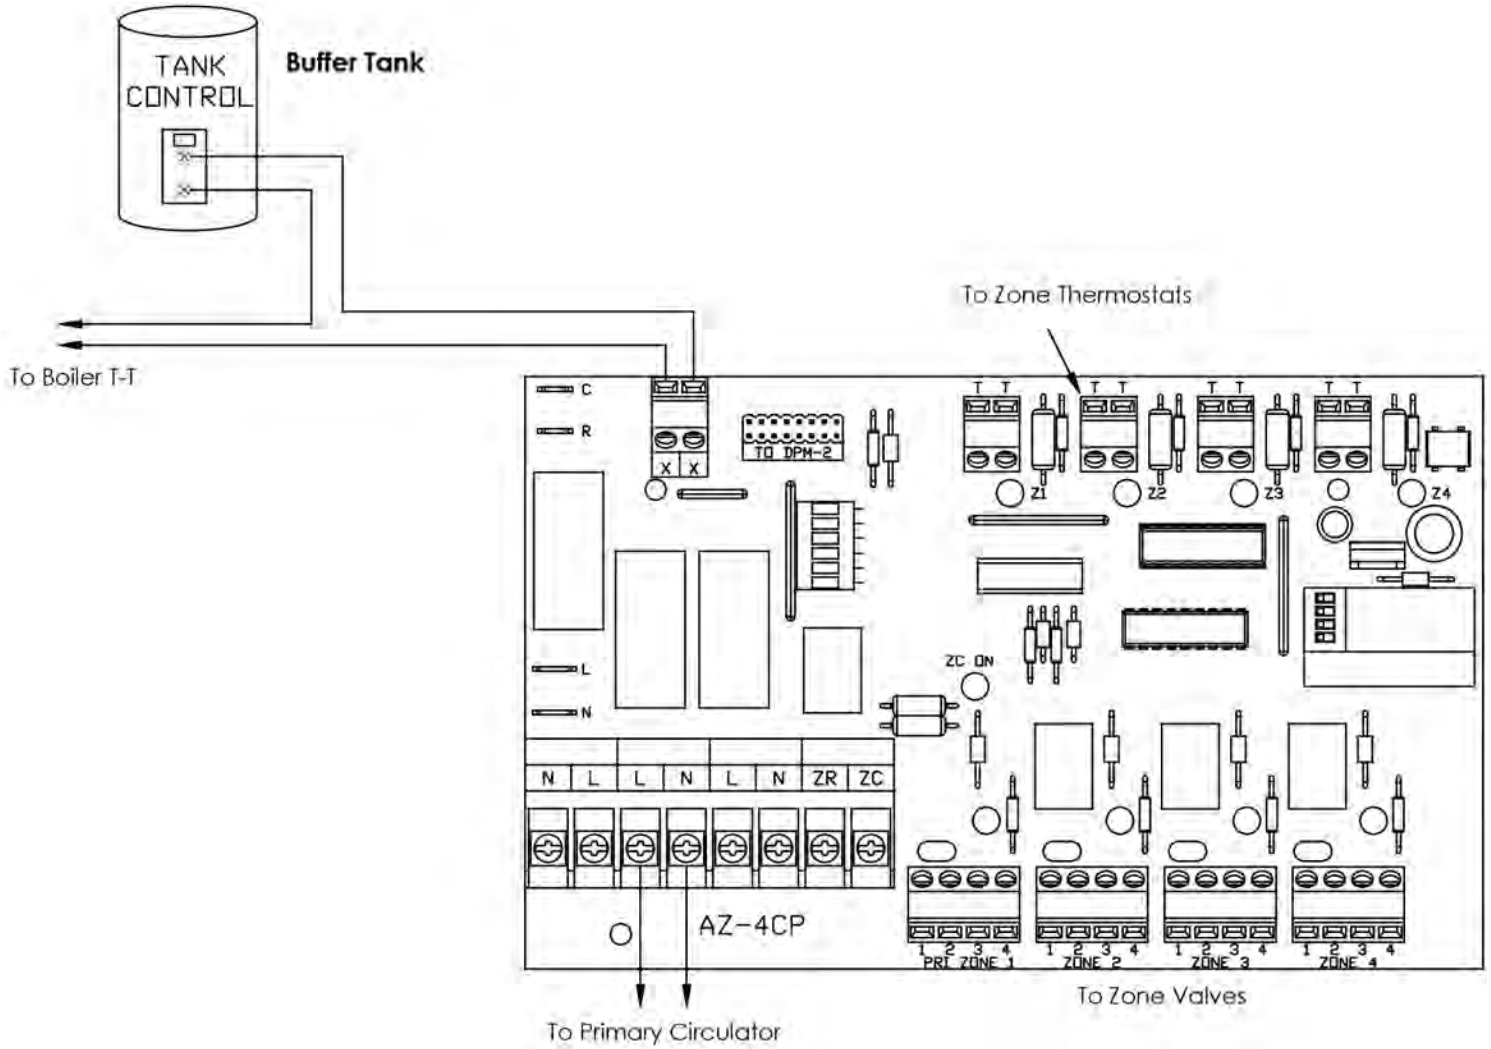 TANK
CONTROL
Buffer Tank
To Boiler T-T
To Zone Thermostats
C
R
X X
TO DPM-2
T T
T T
T T
T T
Z1
Z2
Z3
Z4
ZC ON
L
N
N L L N L N ZR ZC
AZ-4CP
1 2 3 4
PRI ZONE 1
1 2 3 4
ZONE 2
1 2 3 4
ZONE 3
1 2 3 4
ZONE 4
To Zone Valves
To Primary Circulator